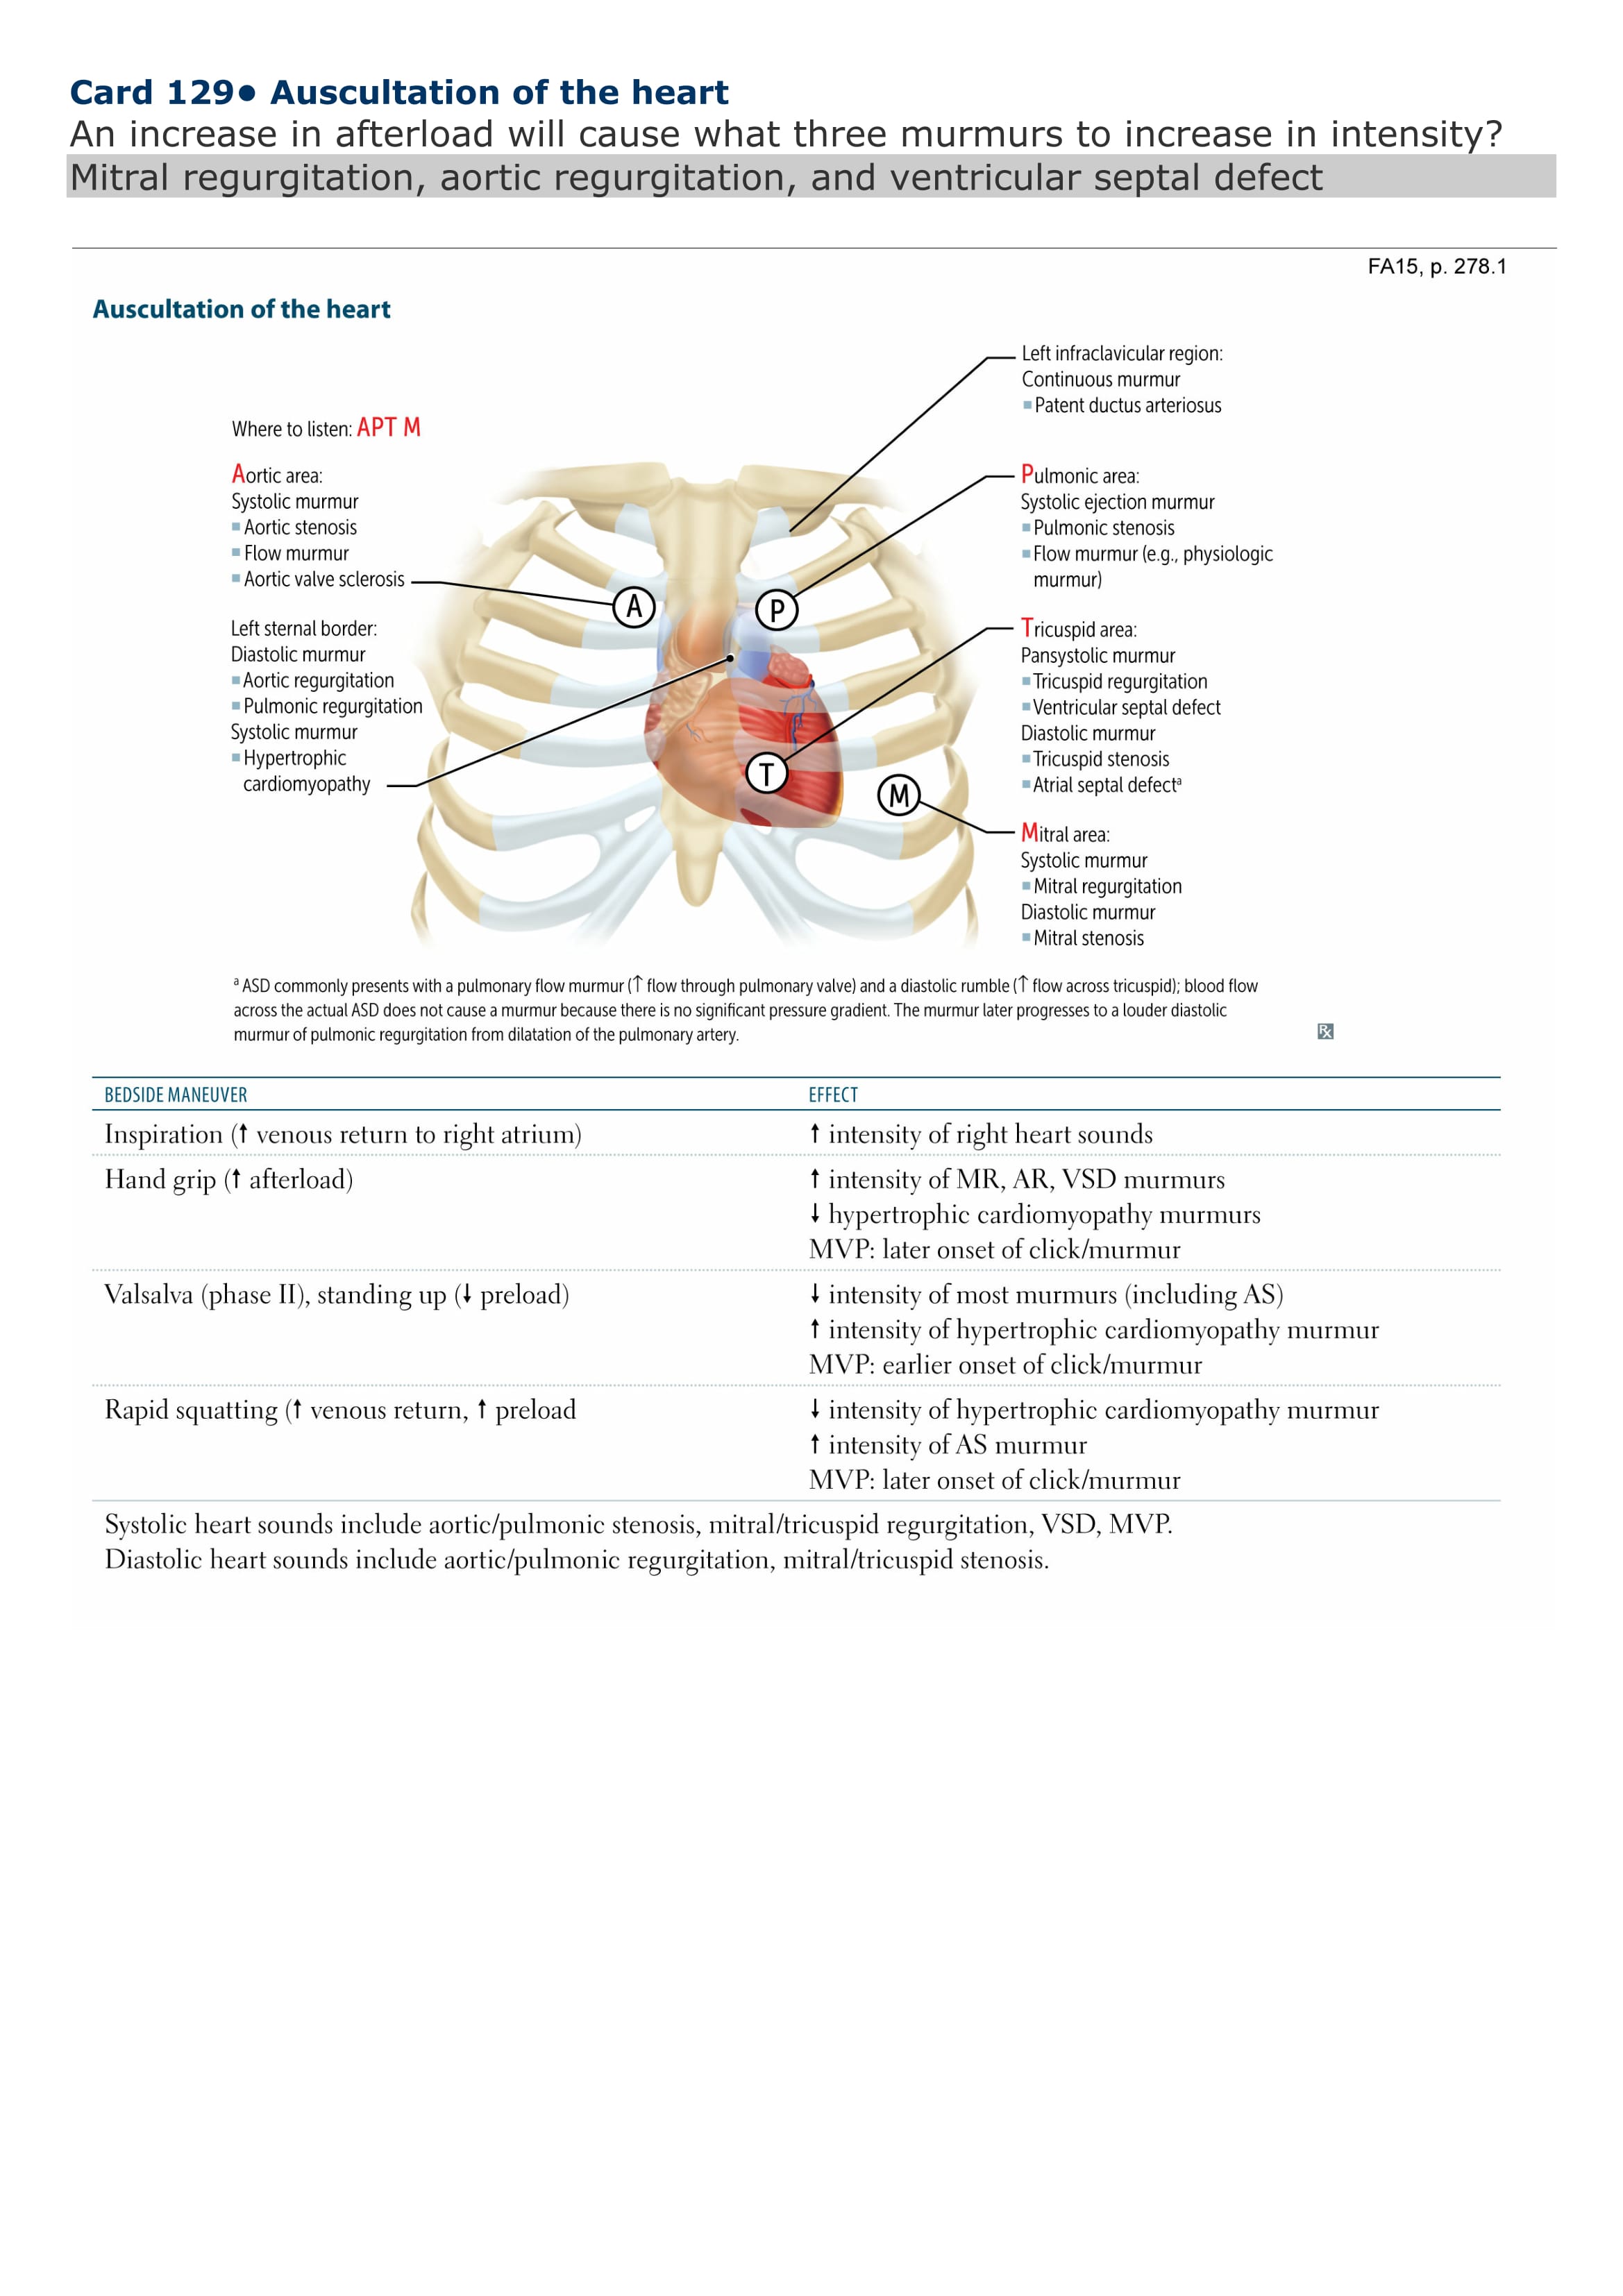 Card 129• Auscultation of the heart
An increase in afterload will cause what three murmurs to increase in intensity?
Mitral regurgitation, aortic regurgitation, and ventricular septal defect
FA15, p. 278.1
Auscultation of the heart
Where to listen: APT M
Aortic area:
Systolic murmur
▪ Aortic stenosis
▪ Flow murmur
▪ Aortic valve sclerosis
Left sternal border:
Diastolic murmur
▪ Aortic regurgitation
▪ Pulmonic regurgitation
Systolic murmur
▪ Hypertrophic
cardiomyopathy
A
P
T
M
Left infraclavicular region:
Continuous murmur
▪ Patent ductus arteriosus
Pulmonic area:
Systolic ejection murmur
▪ Pulmonic stenosis
▪ Flow murmur (e.g., physiologic
murmur)
Tricuspid area:
Pansystolic murmur
▪ Tricuspid regurgitation
▪ Ventricular septal defect
Diastolic murmur
▪ Tricuspid stenosis
▪ Atrial septal defectᵃ
Mitral area:
Systolic murmur
▪ Mitral regurgitation
Diastolic murmur
▪ Mitral stenosis
ᵃ ASD commonly presents with a pulmonary flow murmur (↑ flow through pulmonary valve) and a diastolic rumble (↑ flow across tricuspid); blood flow
across the actual ASD does not cause a murmur because there is no significant pressure gradient. The murmur later progresses to a louder diastolic
murmur of pulmonic regurgitation from dilatation of the pulmonary artery.
Rx
BEDSIDE MANEUVER EFFECT
Inspiration (↑ venous return to right atrium) ↑ intensity of right heart sounds
Hand grip (↑ afterload) ↑ intensity of MR, AR, VSD murmurs
↓ hypertrophic cardiomyopathy murmurs
MVP: later onset of click/murmur
Valsalva (phase II), standing up (↓ preload) ↓ intensity of most murmurs (including AS)
↑ intensity of hypertrophic cardiomyopathy murmur
MVP: earlier onset of click/murmur
Rapid squatting (↑ venous return, ↑ preload ↓ intensity of hypertrophic cardiomyopathy murmur
↑ intensity of AS murmur
MVP: later onset of click/murmur
Systolic heart sounds include aortic/pulmonic stenosis, mitral/tricuspid regurgitation, VSD, MVP.
Diastolic heart sounds include aortic/pulmonic regurgitation, mitral/tricuspid stenosis.